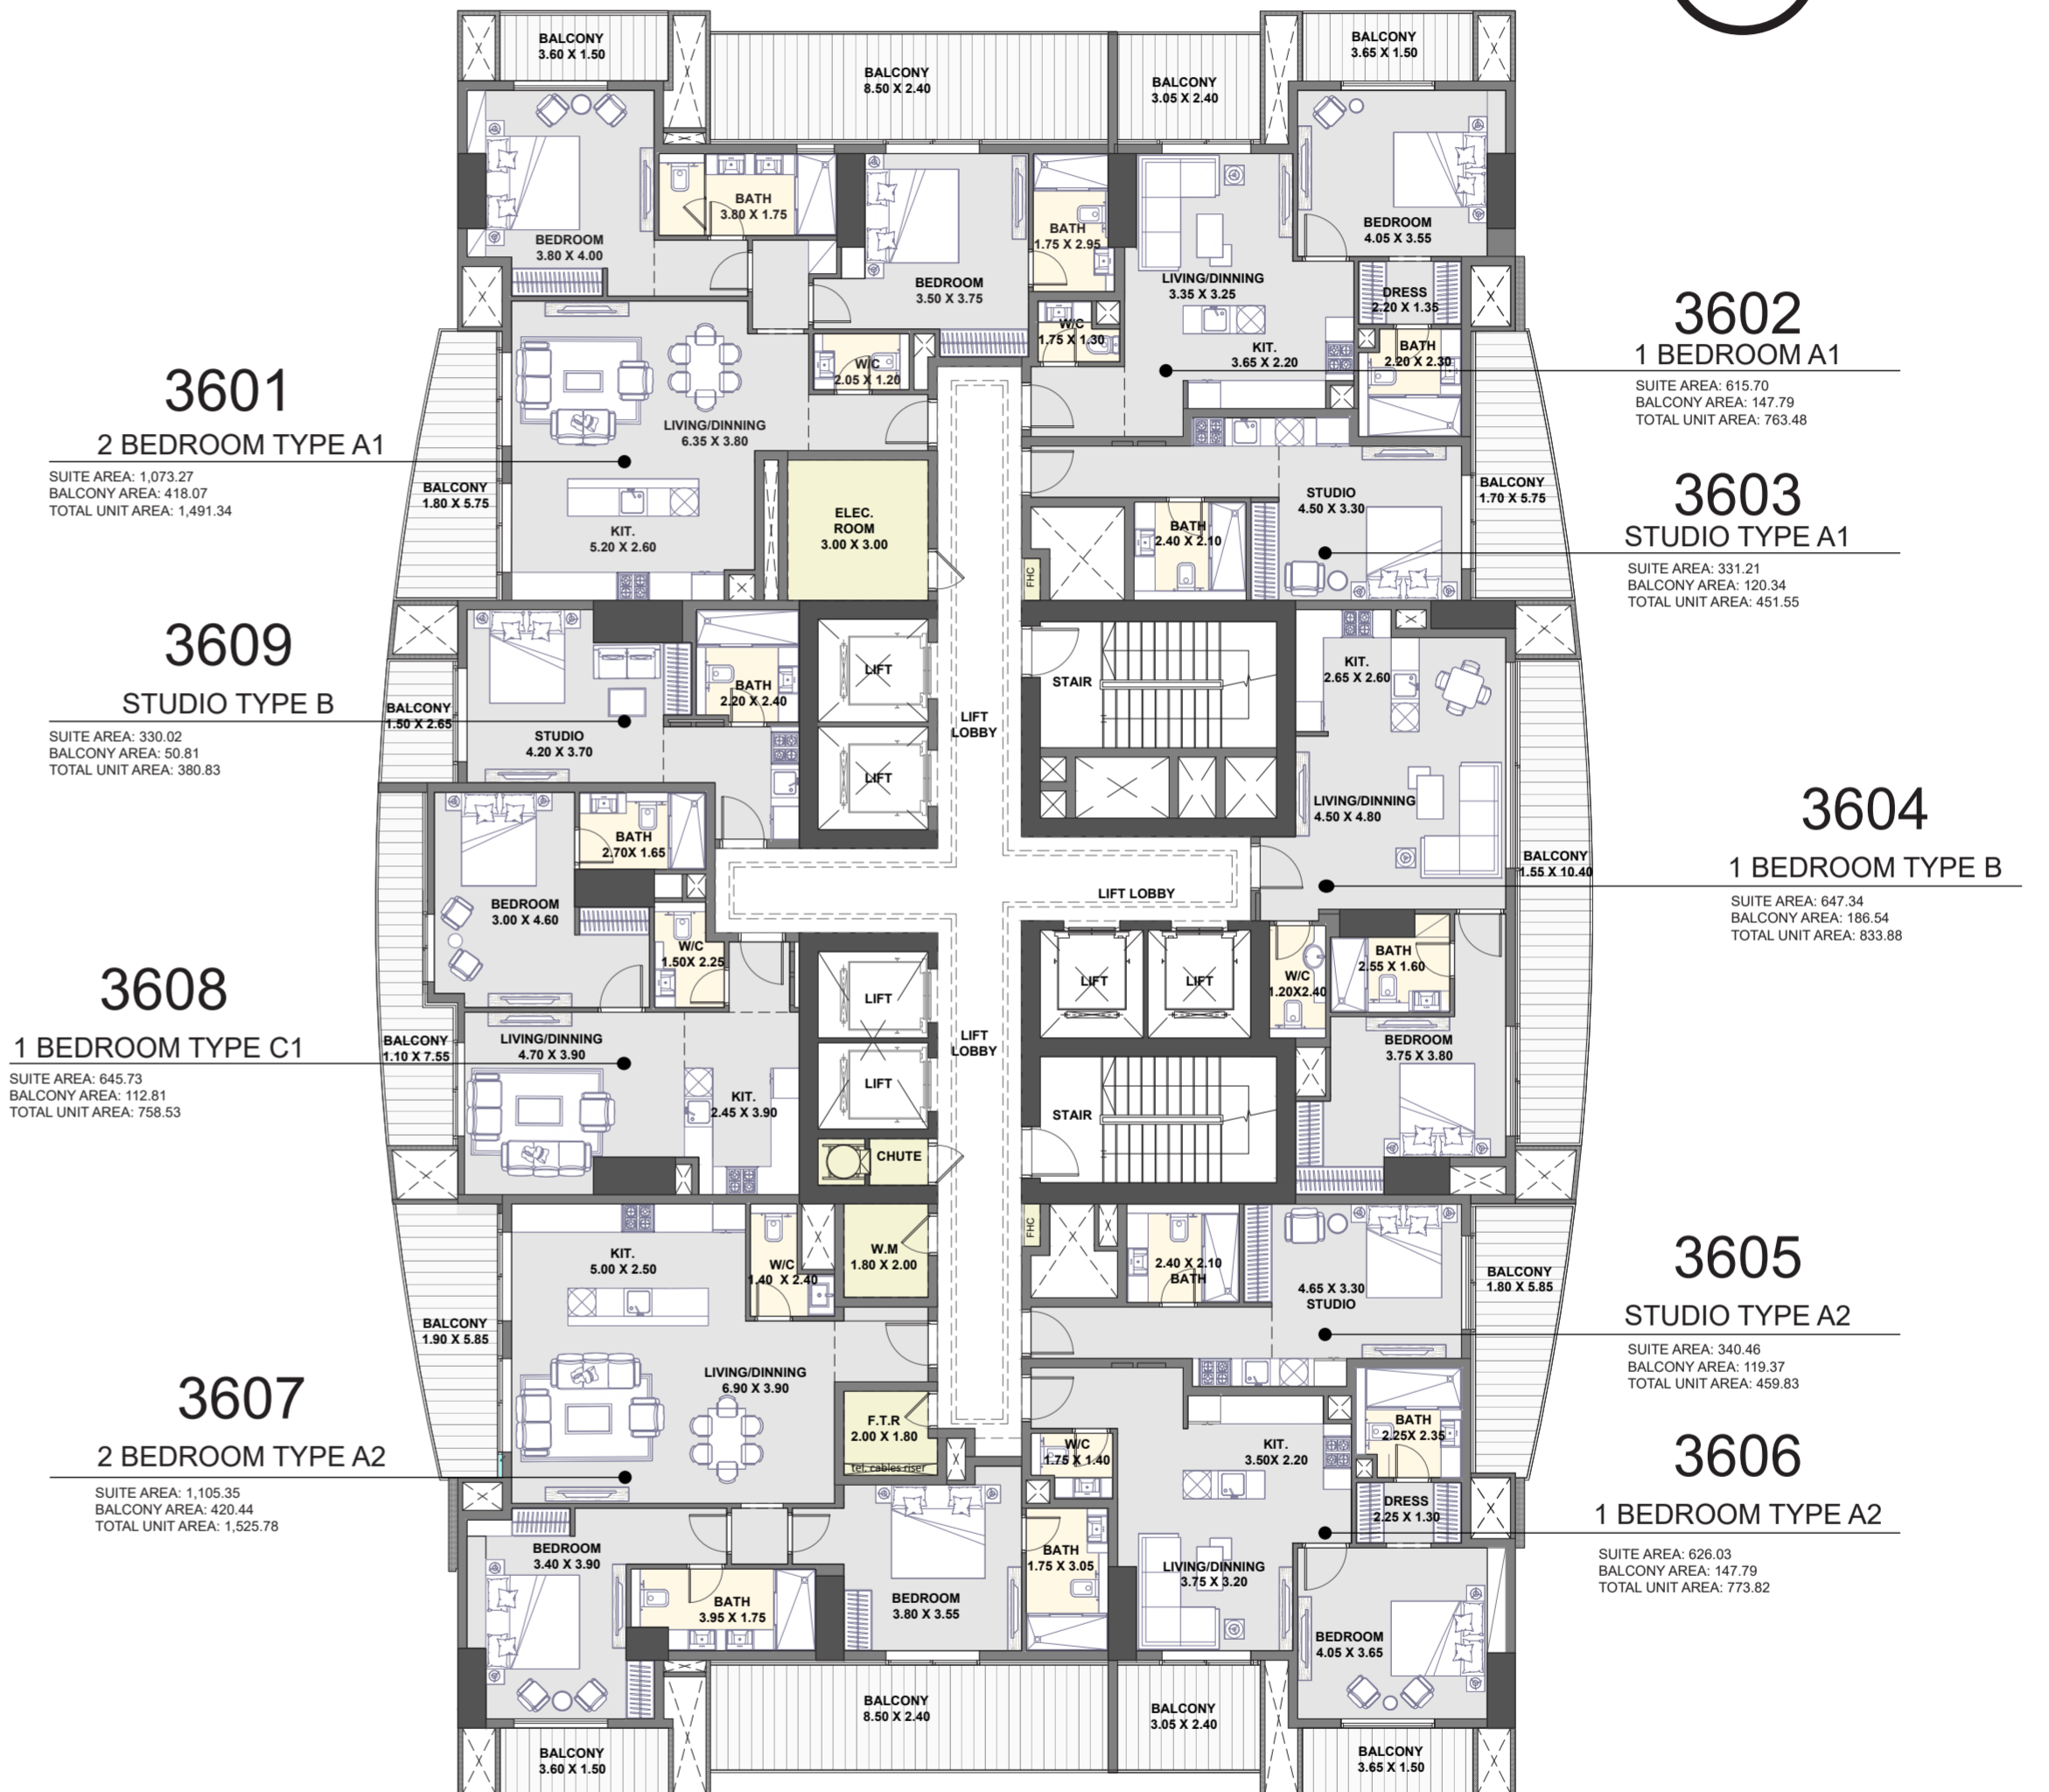 BALCONY
3.60 X 1.50
BALCONY
8.50 X 2.40
BALCONY
3.05 X 2.40
BALCONY
3.65 X 1.50
BEDROOM
3.80 X 4.00
BATH
3.80 X 1.75
BEDROOM
3.50 X 3.75
BATH
1.75 X 2.95
W/C
1.75 X 1.30
W/C
2.05 X 1.20
LIVING/DINNING
3.35 X 3.25
KIT.
3.65 X 2.20
BEDROOM
4.05 X 3.55
DRESS
2.20 X 1.35
BATH
2.20 X 2.30
3601
2 BEDROOM TYPE A1
SUITE AREA: 1,073.27
BALCONY AREA: 418.07
TOTAL UNIT AREA: 1,491.34
BALCONY
1.80 X 5.75
LIVING/DINNING
6.35 X 3.80
KIT.
5.20 X 2.60
ELEC.
ROOM
3.00 X 3.00
3602
1 BEDROOM A1
SUITE AREA: 615.70
BALCONY AREA: 147.79
TOTAL UNIT AREA: 763.48
STUDIO
4.50 X 3.30
BATH
2.40 X 2.10
FHC
BALCONY
1.70 X 5.75
3603
STUDIO TYPE A1
SUITE AREA: 331.21
BALCONY AREA: 120.34
TOTAL UNIT AREA: 451.55
3609
STUDIO TYPE B
SUITE AREA: 330.02
BALCONY AREA: 50.81
TOTAL UNIT AREA: 380.83
BALCONY
1.50 X 2.65
STUDIO
4.20 X 3.70
BATH
2.20 X 2.40
LIFT
LIFT
LIFT
LOBBY
STAIR
KIT.
2.65 X 2.60
LIVING/DINNING
4.50 X 4.80
BALCONY
1.55 X 10.40
3604
1 BEDROOM TYPE B
SUITE AREA: 647.34
BALCONY AREA: 186.54
TOTAL UNIT AREA: 833.88
BATH
2.70X 1.65
BEDROOM
3.00 X 4.60
W/C
1.50X 2.25
LIFT LOBBY
LIFT
LIFT
W/C
1.20X2.40
BATH
2.55 X 1.60
BEDROOM
3.75 X 3.80
3608
1 BEDROOM TYPE C1
SUITE AREA: 645.73
BALCONY AREA: 112.81
TOTAL UNIT AREA: 758.53
BALCONY
1.10 X 7.55
LIVING/DINNING
4.70 X 3.90
KIT.
2.45 X 3.90
LIFT
LIFT
LIFT
LOBBY
STAIR
CHUTE
KIT.
5.00 X 2.50
W/C
1.40 X 2.40
W.M
1.80 X 2.00
FHC
2.40 X 2.10
BATH
4.65 X 3.30
STUDIO
BALCONY
1.80 X 5.85
3605
STUDIO TYPE A2
SUITE AREA: 340.46
BALCONY AREA: 119.37
TOTAL UNIT AREA: 459.83
BALCONY
1.90 X 5.85
LIVING/DINNING
6.90 X 3.90
F.T.R
2.00 X 1.80
tel. cables riser
3607
2 BEDROOM TYPE A2
SUITE AREA: 1,105.35
BALCONY AREA: 420.44
TOTAL UNIT AREA: 1,525.78
W/C
1.75 X 1.40
KIT.
3.50X 2.20
BATH
2.25X 2.35
DRESS
2.25 X 1.30
3606
1 BEDROOM TYPE A2
SUITE AREA: 626.03
BALCONY AREA: 147.79
TOTAL UNIT AREA: 773.82
BEDROOM
3.40 X 3.90
BATH
3.95 X 1.75
BEDROOM
3.80 X 3.55
BATH
1.75 X 3.05
LIVING/DINNING
3.75 X 3.20
BEDROOM
4.05 X 3.65
BALCONY
3.60 X 1.50
BALCONY
8.50 X 2.40
BALCONY
3.05 X 2.40
BALCONY
3.65 X 1.50